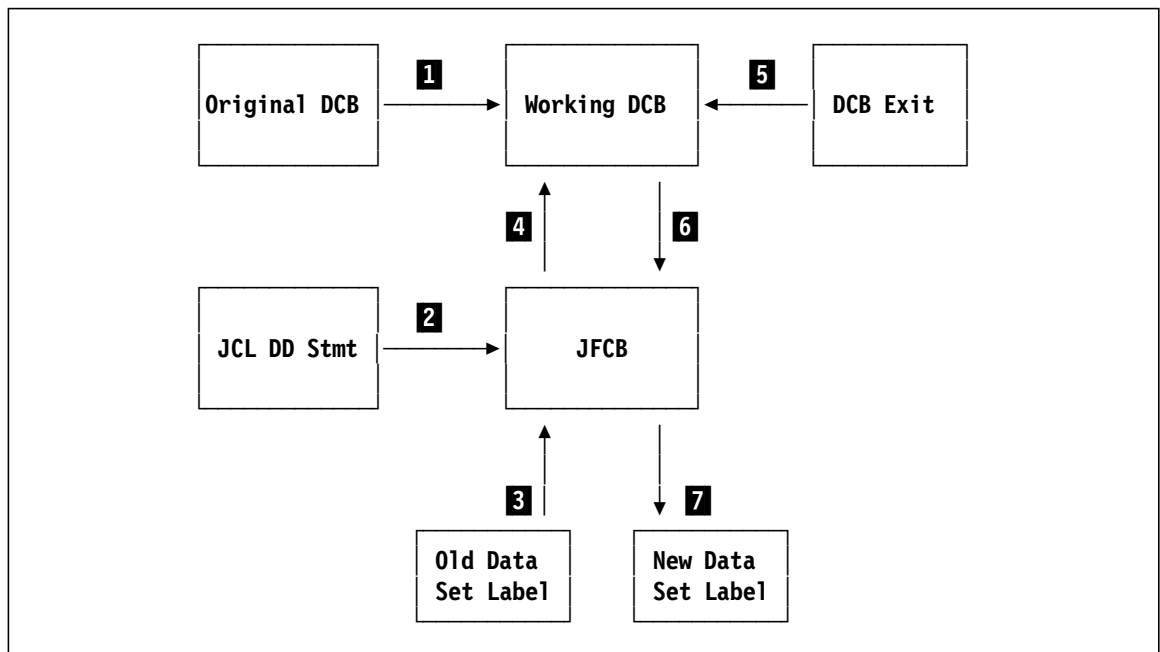 1
5
Original DCB
Working DCB
DCB Exit
4
6
2
JCL DD Stmt
JFCB
3
7
Old Data
Set Label
New Data
Set Label